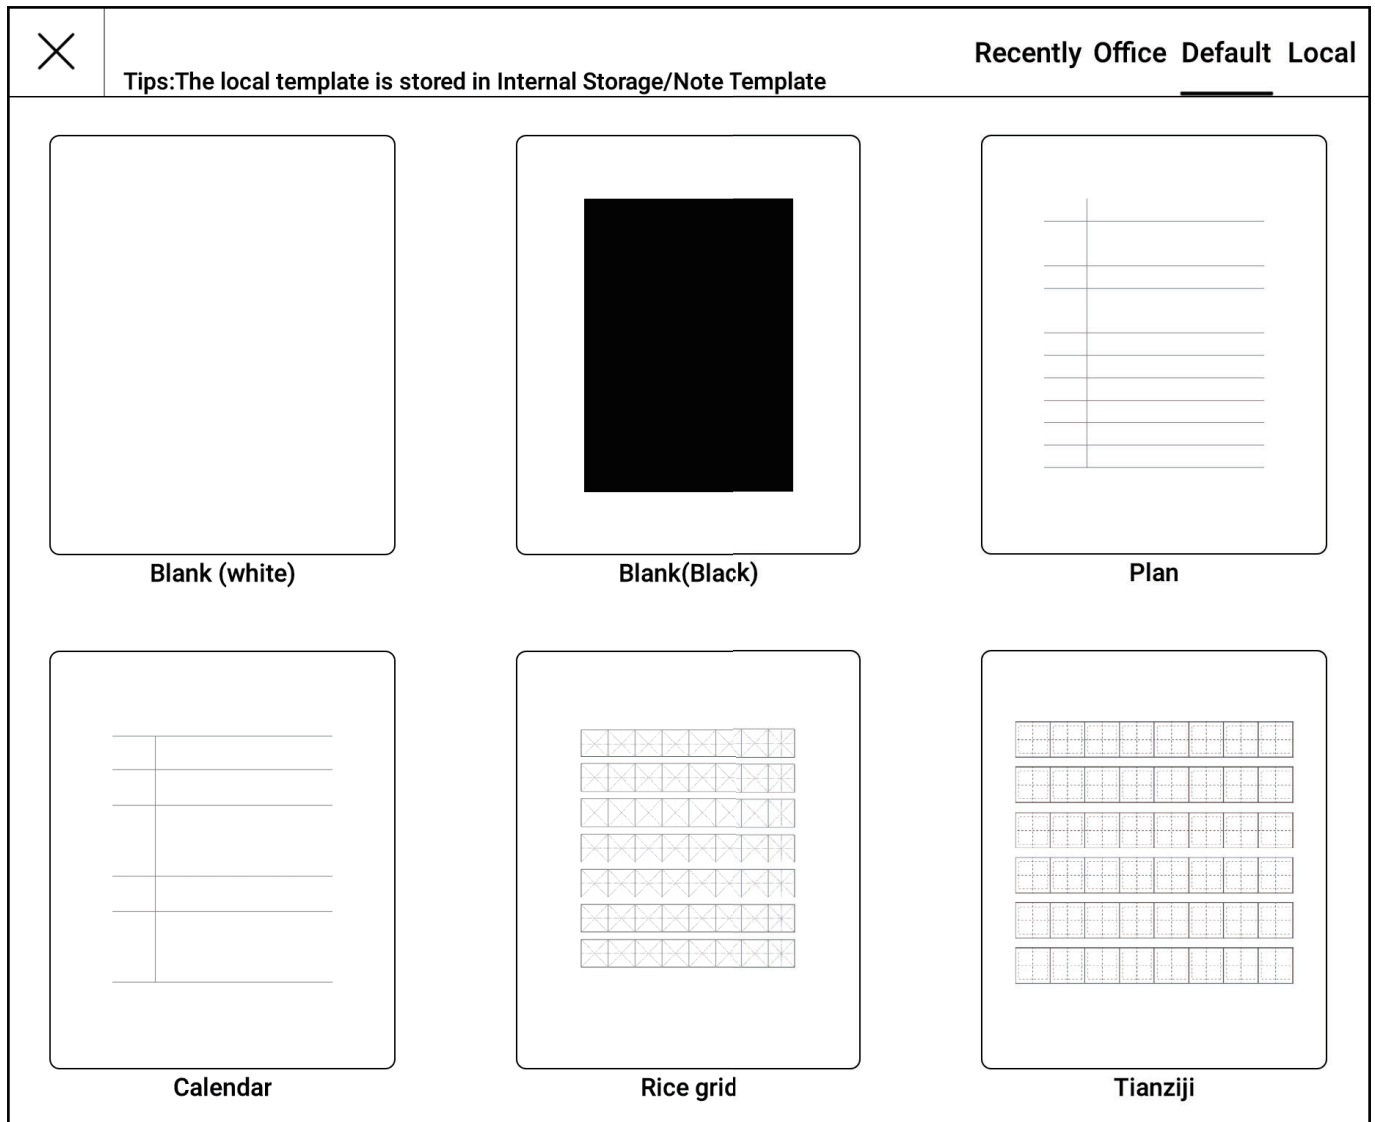 Recently Office Default Local
Tips:The local template is stored in Internal Storage/Note Template
Blank (white)
Blank(Black)
Plan
Calendar
Rice grid
Tianziji